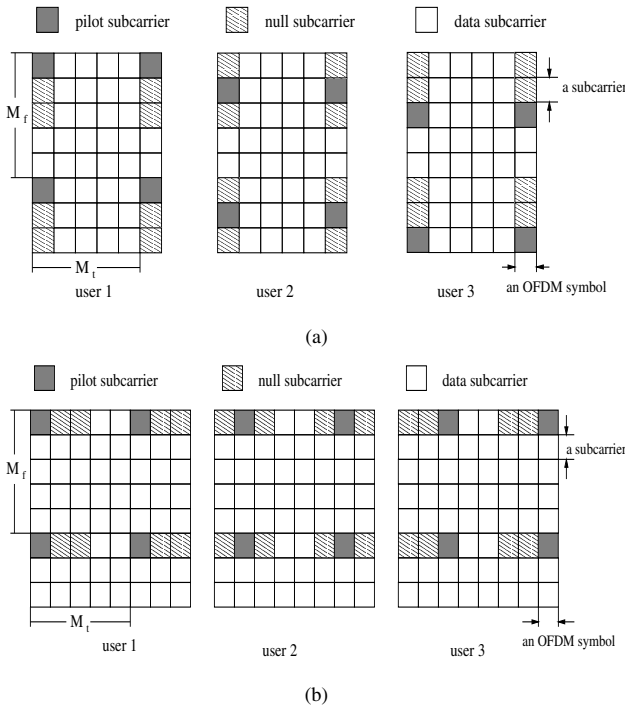 pilot subcarrier null subcarrier data subcarrier
M f
a subcarrier
M t
user 1 user 2 user 3
an OFDM symbol
(a)
pilot subcarrier null subcarrier data subcarrier
M f
a subcarrier
M t
user 1 user 2 user 3
an OFDM symbol
(b)